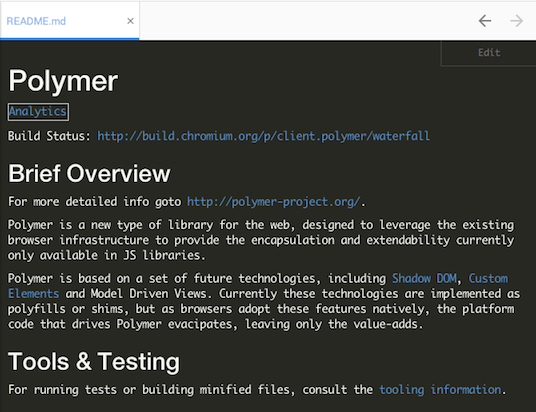 README.md
Edit
Polymer
Analytics
Build Status: http://build.chromium.org/p/client.polymer/waterfall
Brief Overview
For more detailed info goto http://polymer-project.org/.
Polymer is a new type of library for the web, designed to leverage the existing
browser infrastructure to provide the encapsulation and extendability currently
only available in JS libraries.
Polymer is based on a set of future technologies, including Shadow DOM, Custom
Elements and Model Driven Views. Currently these technologies are implemented as
polyfills or shims, but as browsers adopt these features natively, the platform
code that drives Polymer evacipates, leaving only the value-adds.
Tools & Testing
For running tests or building minified files, consult the tooling information.